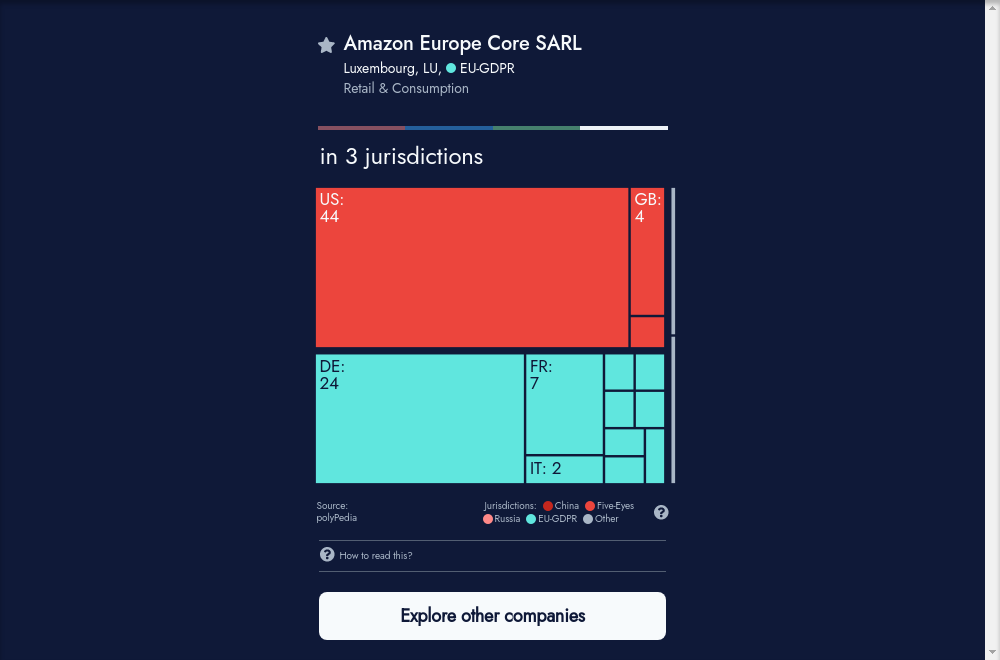 Amazon Europe Core SARL
Luxembourg, LU, EU-GDPR
Retail & Consumption
in 3 jurisdictions
US:
44
GB:
4
DE:
24
FR:
7
IT: 2
Source:
polyPedia
Jurisdictions: China Five-Eyes
Russia EU-GDPR Other
?
? How to read this?
Explore other companies